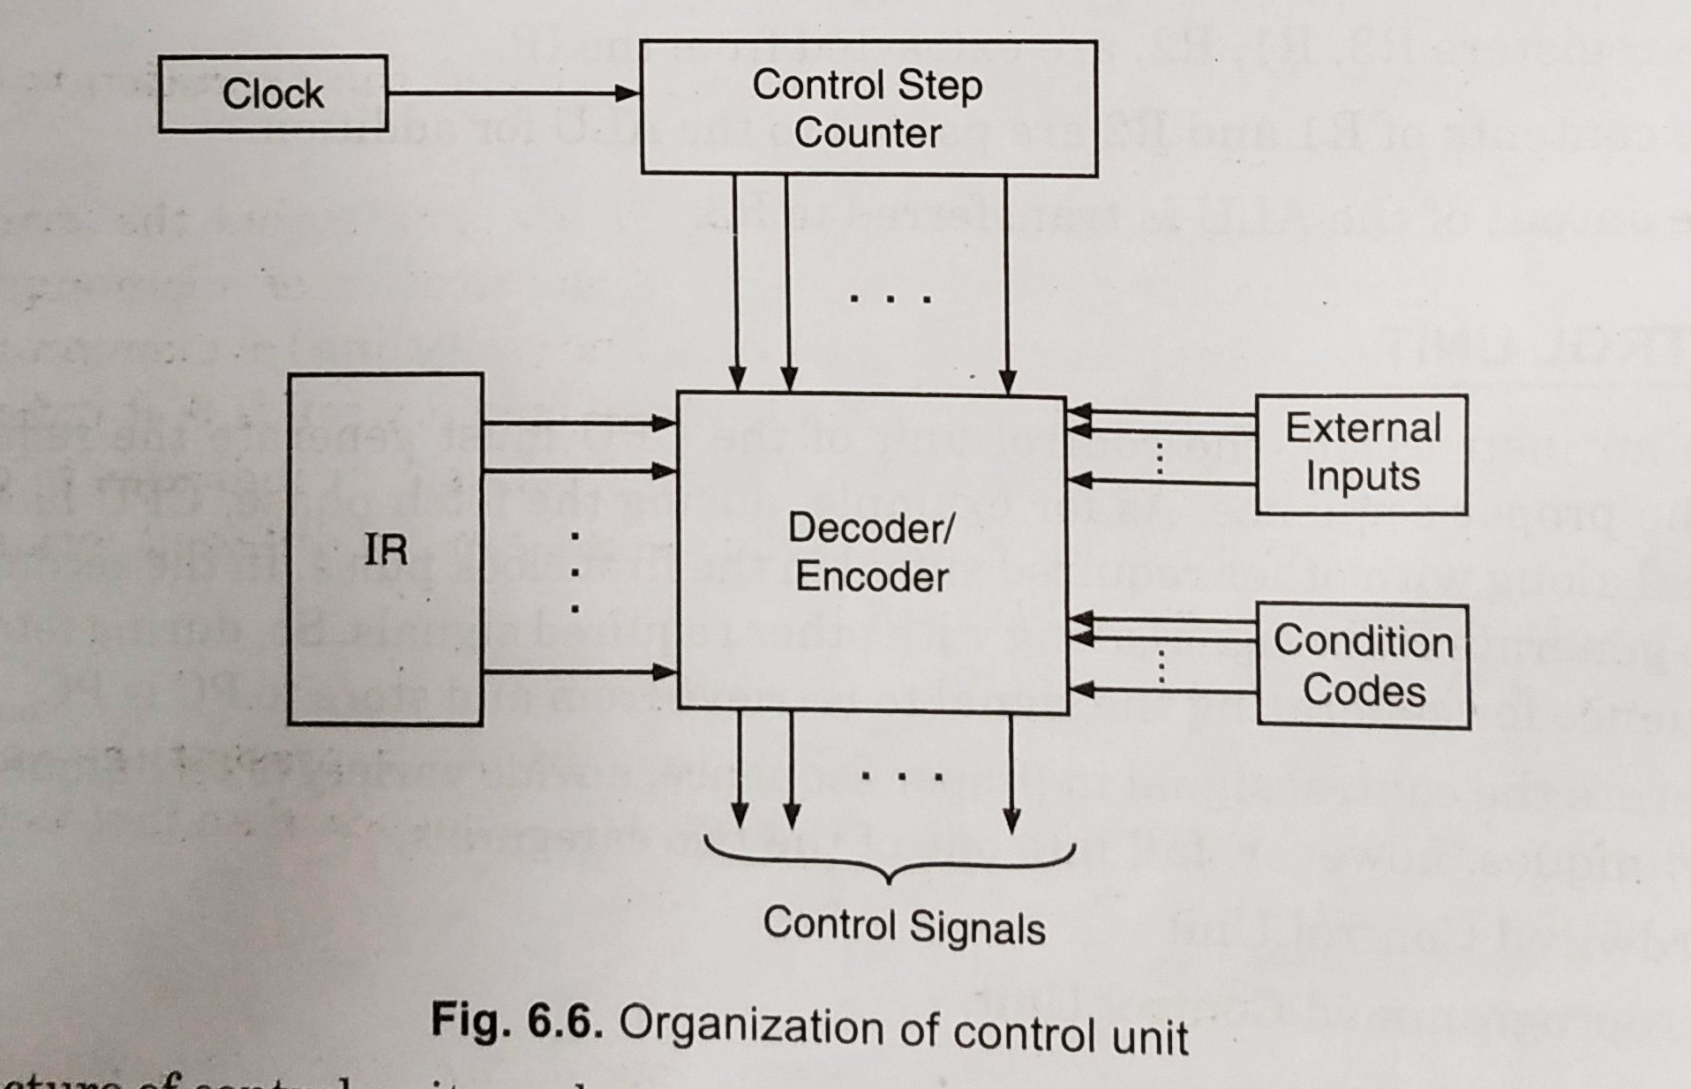 Clock
Control Step
Counter
IR
Decoder/
Encoder
External
Inputs
Condition
Codes
Control Signals
Fig. 6.6. Organization of control unit